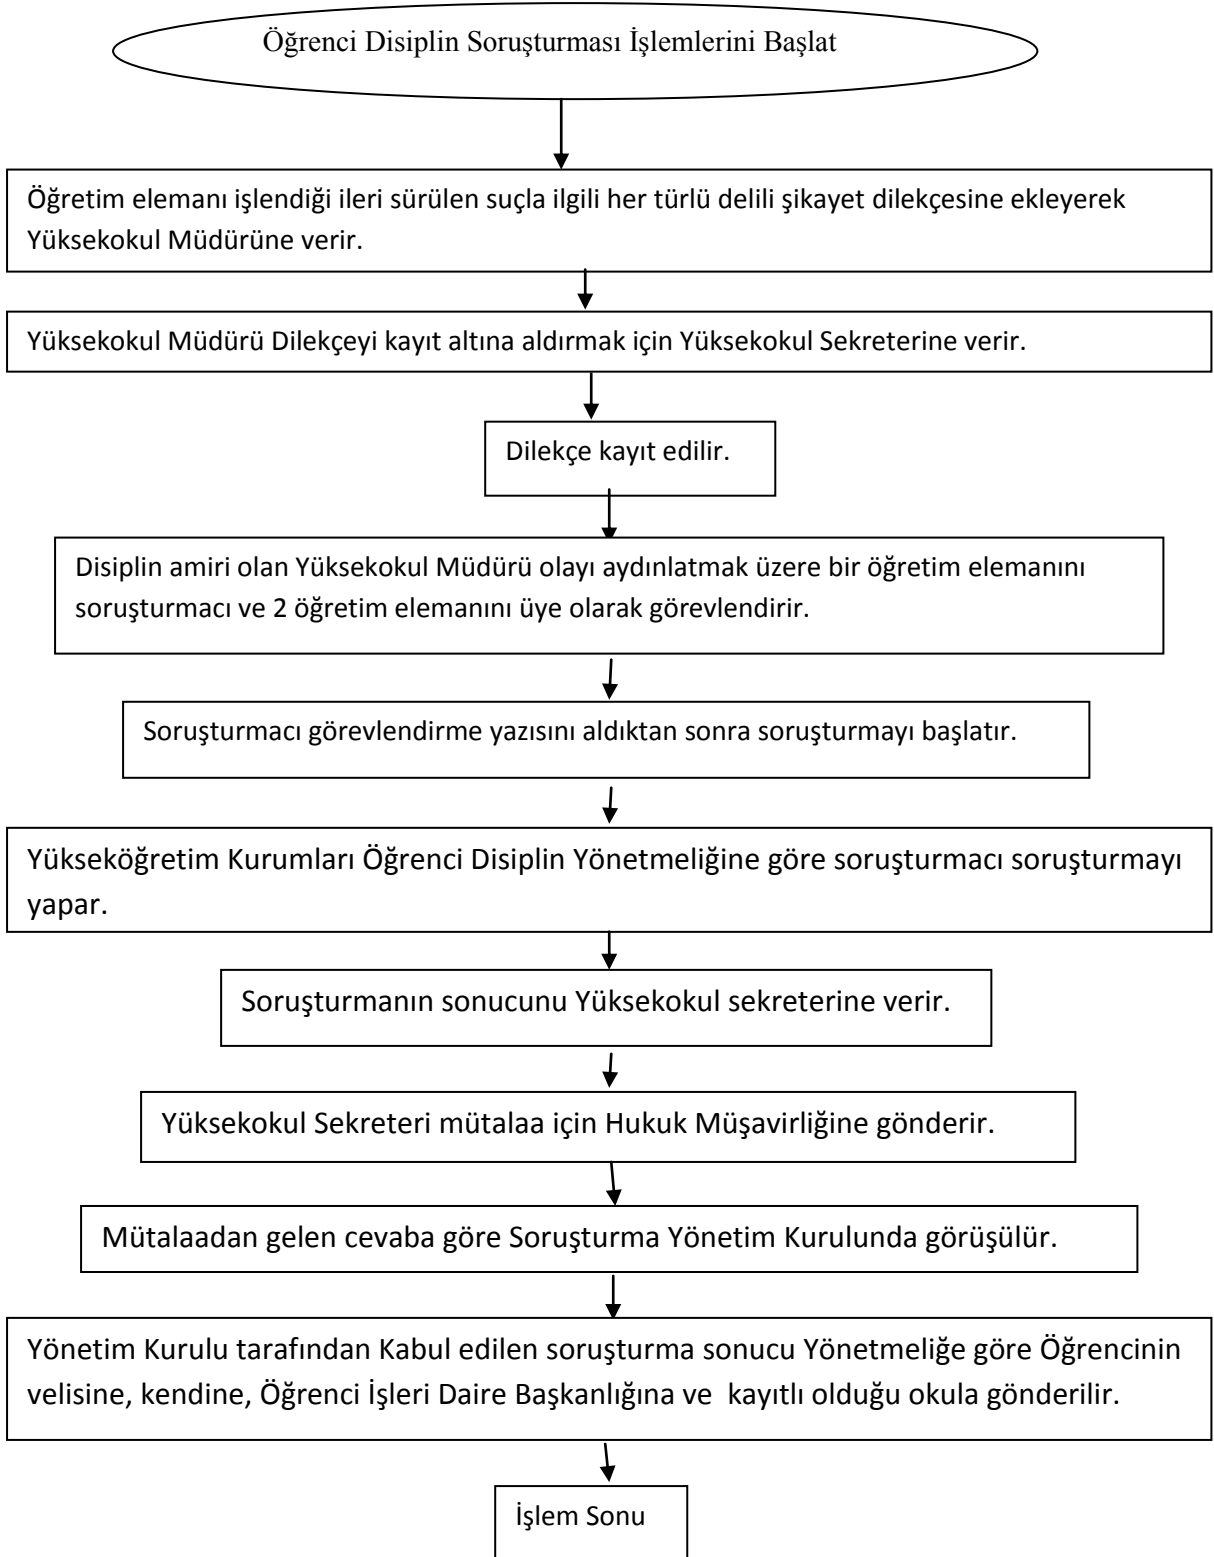 Öğrenci Disiplin Soruşturması İşlemlerini Başlat
Öğretim elemanı işlendiği ileri sürülen suçla ilgili her türlü delili şikayet dilekçesine ekleyerek
Yüksekokul Müdürüne verir.
Yüksekokul Müdürü Dilekçeyi kayıt altına aldırmak için Yüksekokul Sekreterine verir.
Dilekçe kayıt edilir.
Disiplin amiri olan Yüksekokul Müdürü olayı aydınlatmak üzere bir öğretim elemanını
soruşturmacı ve 2 öğretim elemanını üye olarak görevlendirir.
Soruşturmacı görevlendirme yazısını aldıktan sonra soruşturmayı başlatır.
Yükseköğretim Kurumları Öğrenci Disiplin Yönetmeliğine göre soruşturmacı soruşturmayı
yapar.
Soruşturmanın sonucunu Yüksekokul sekreterine verir.
Yüksekokul Sekreteri mütalaa için Hukuk Müşavirliğine gönderir.
Mütalaadan gelen cevaba göre Soruşturma Yönetim Kurulunda görüşülür.
Yönetim Kurulu tarafından Kabul edilen soruşturma sonucu Yönetmeliğe göre Öğrencinin
velisine, kendine, Öğrenci İşleri Daire Başkanlığına ve  kayıtlı olduğu okula gönderilir.
İşlem Sonu